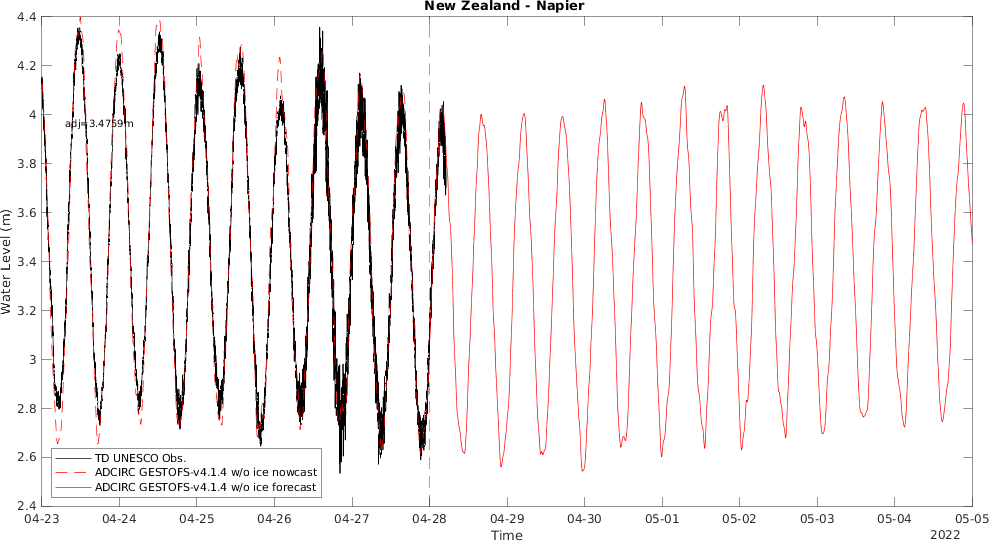 New Zealand - Napier
Water Level (m)
4.4
4.2
4
3.8
3.6
3.4
3.2
3
2.8
2.6
2.4
adj=3.4759m
TD UNESCO Obs.
ADCIRC GESTOFS-v4.1.4 w/o ice nowcast
ADCIRC GESTOFS-v4.1.4 w/o ice forecast
04-23 04-24 04-25 04-26 04-27 04-28 04-29 04-30 05-01 05-02 05-03 05-04 05-05
Time
2022